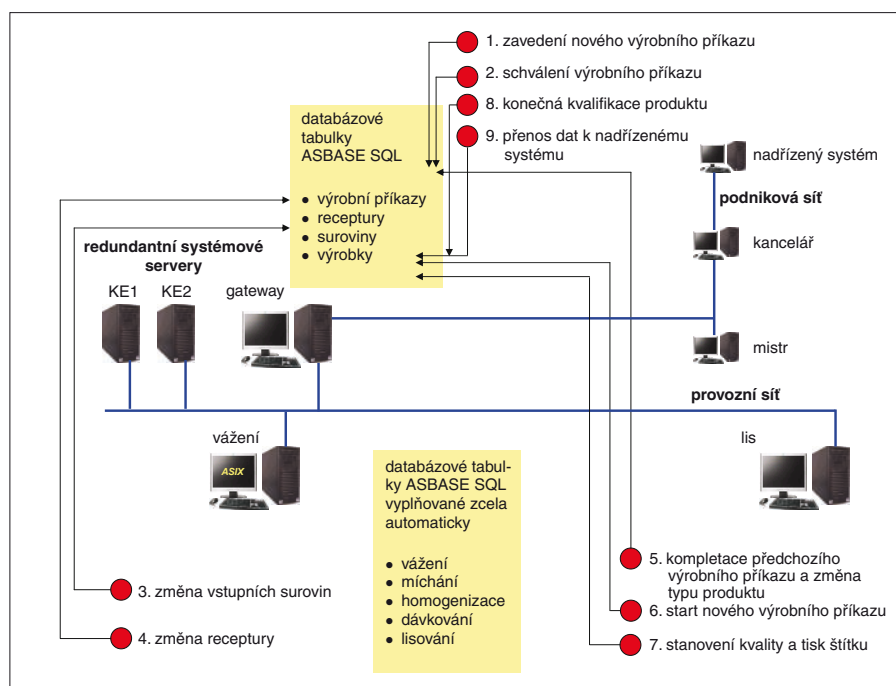 1. zavedení nového výrobního příkazu
2. schválení výrobního příkazu
8. konečná kvalifikace produktu
9. přenos dat k nadřízenému
systému
databázové
tabulky
ASBASE SQL
• výrobní příkazy
• receptury
• suroviny
• výrobky
nadřízený systém
podniková síť
kancelář
mistr
redundantní systémové
servery
KE1
KE2
gateway
provozní síť
vážení
ASIX
lis
databázové tabul-
ky ASBASE SQL
vyplňované zcela
automaticky
• vážení
• míchání
• homogenizace
• dávkování
• lisování
3. změna vstupních surovin
4. změna receptury
5. kompletace předchozího
výrobního příkazu a změna
typu produktu
6. start nového výrobního příkazu
7. stanovení kvality a tisk štítku